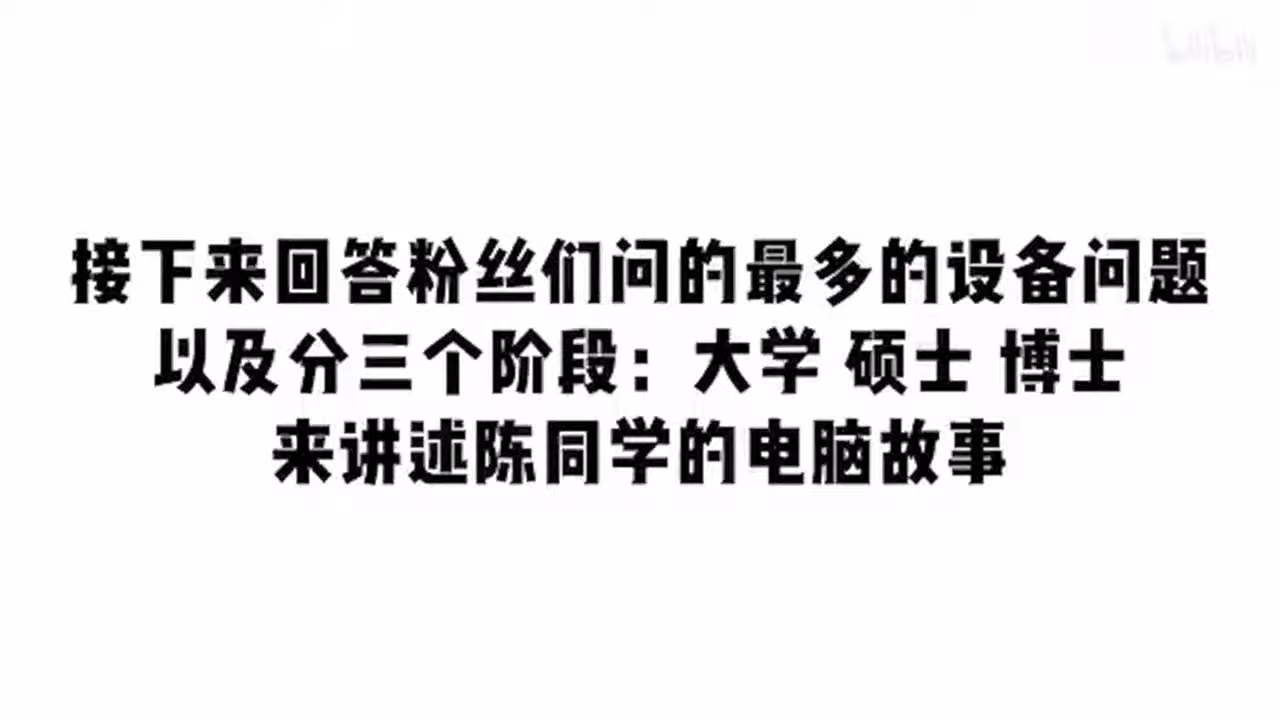 bilibili
接下来回答粉丝们问的最多的设备问题
以及分三个阶段：大学 硕士 博士
来讲述陈同学的电脑故事